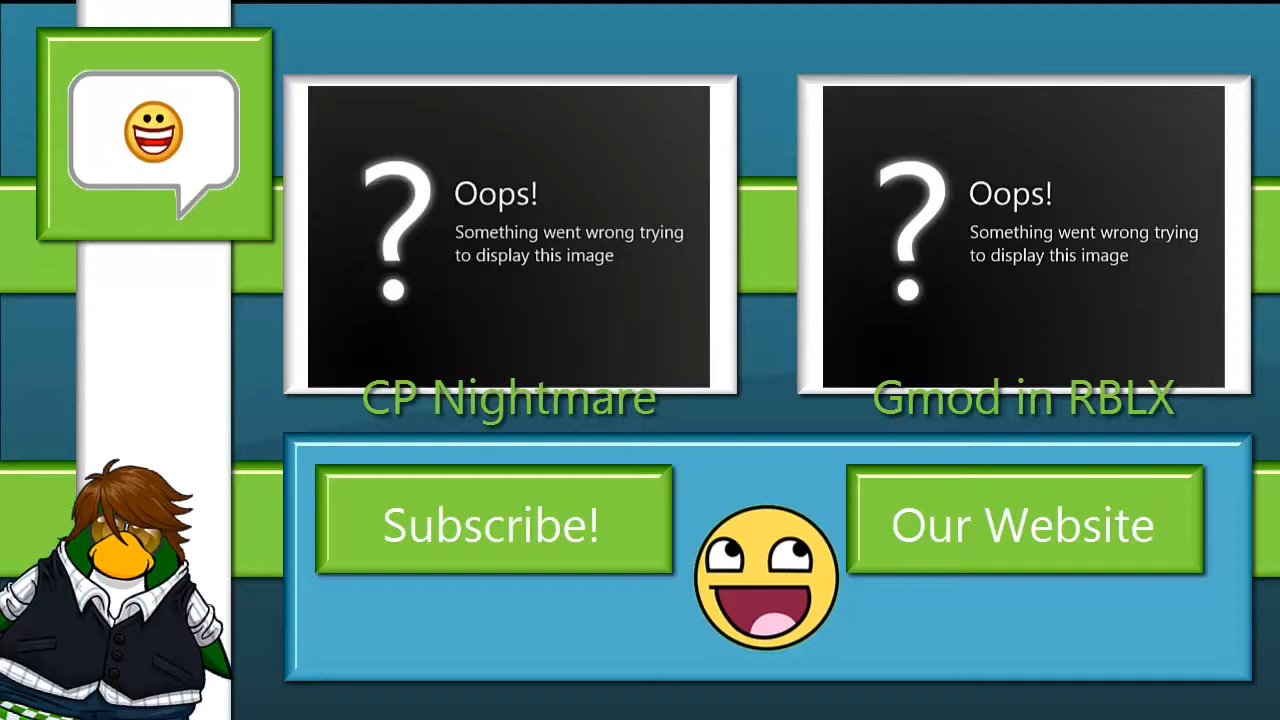 Oops!
Something went wrong trying
to display this image
CP Nightmare
Oops!
Something went wrong trying
to display this image
Gmod in RBLX
Subscribe!
Our Website